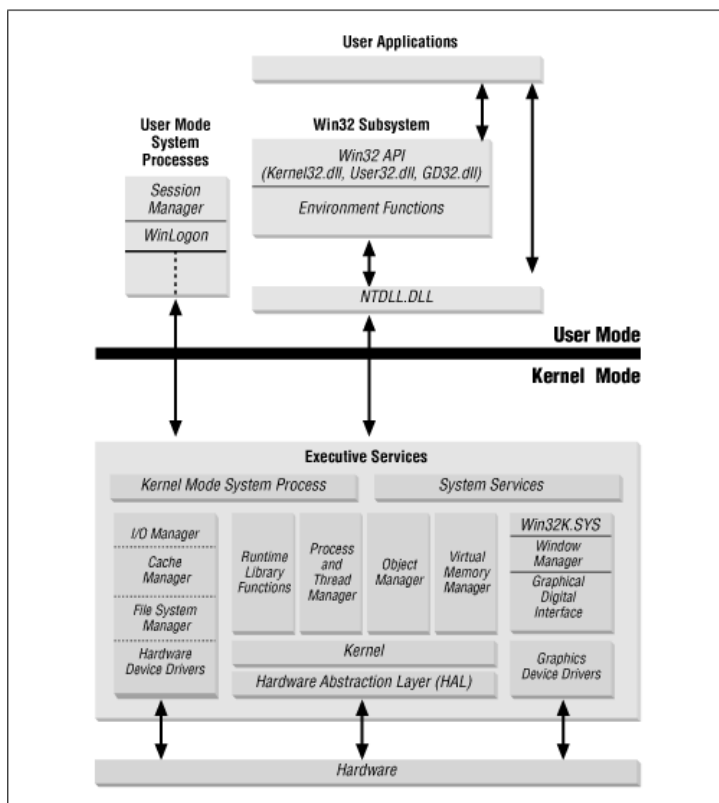 User Applications
User Mode
System
Processes
Win32 Subsystem
Session
Manager
WinLogon
Win32 API
(Kernel32.dll, User32.dll, GD32.dll)
Environment Functions
NTDLL.DLL
User Mode
Kernel Mode
Executive Services
Kernel Mode System Process
System Services
I/O Manager
Cache
Manager
File System
Manager
Hardware
Device Drivers
Runtime
Library
Functions
Process
and
Thread
Manager
Object
Manager
Virtual
Memory
Manager
Win32K.SYS
Window
Manager
Graphical
Digital
Interface
Kernel
Hardware Abstraction Layer (HAL)
Graphics
Device Drivers
Hardware